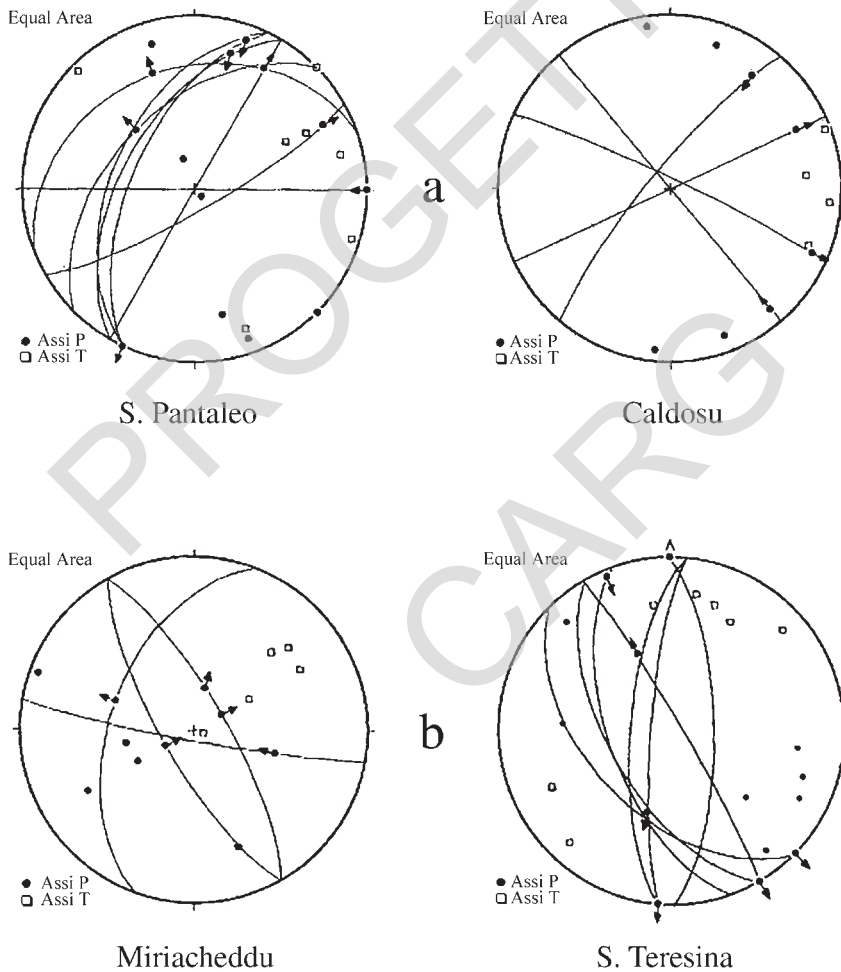 Equal Area
Equal Area
a
● Assi P
□ Assi T
● Assi P
□ Assi T
S. Pantaleo
Caldosu
Equal Area
Equal Area
b
● Assi P
□ Assi T
● Assi P
□ Assi T
Miriacheddu
S. Teresina
PROGETT
CARG